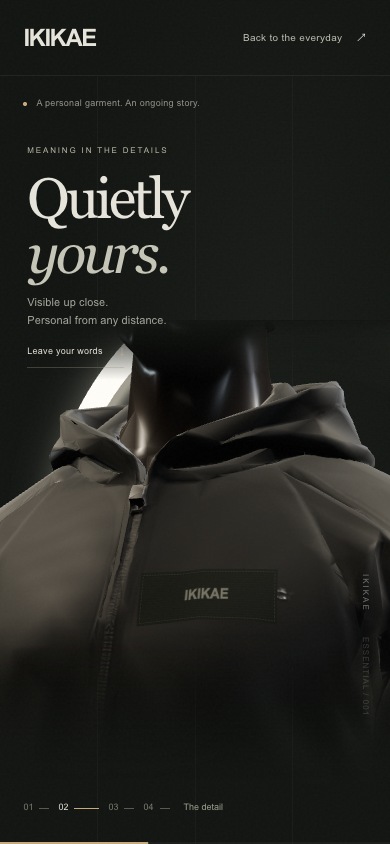 IKIKAE
Back to the everyday ↗
A personal garment. An ongoing story.
MEANING IN THE DETAILS
Quietly
yours.
Visible up close.
Personal from any distance.
Leave your words
IKIKAE
IKIKAE ESSENTIAL / 001
01 02 03 04 The detail